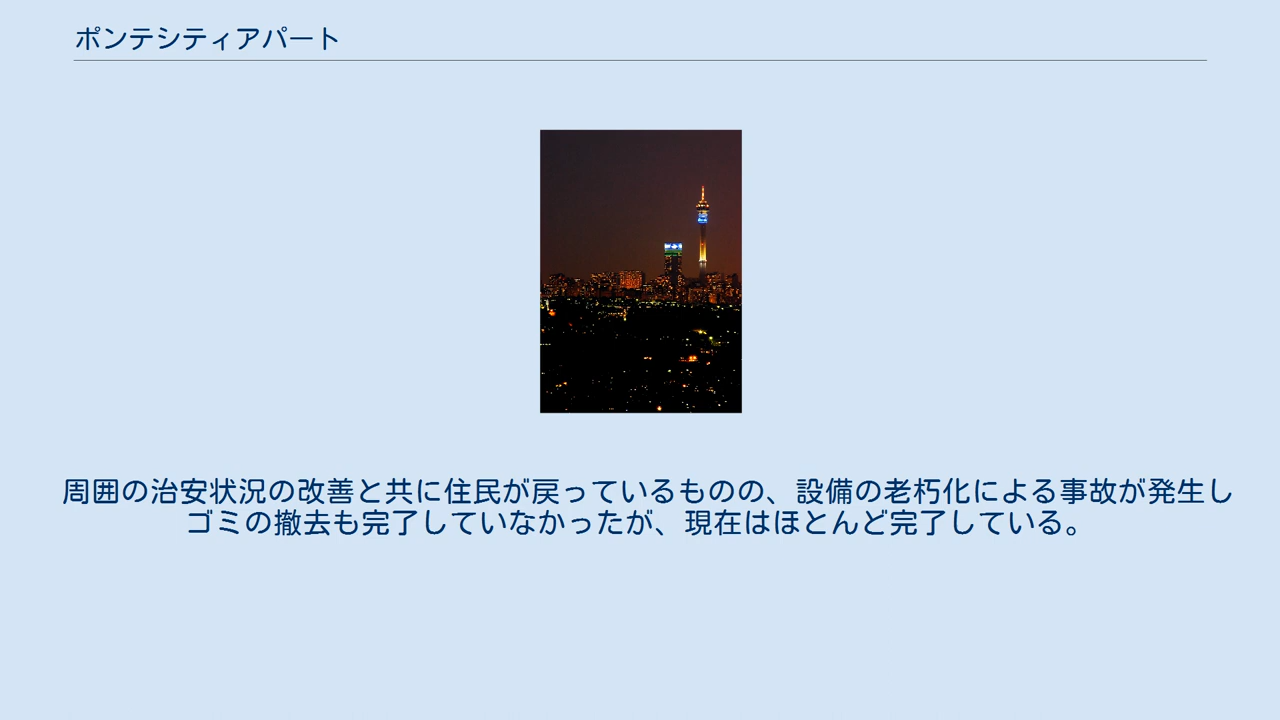 ポンテシティアパート
周囲の治安状況の改善と共に住民が戻っているものの、設備の老朽化による事故が発生し
ゴミの撤去も完了していなかったが、現在はほとんど完了している。